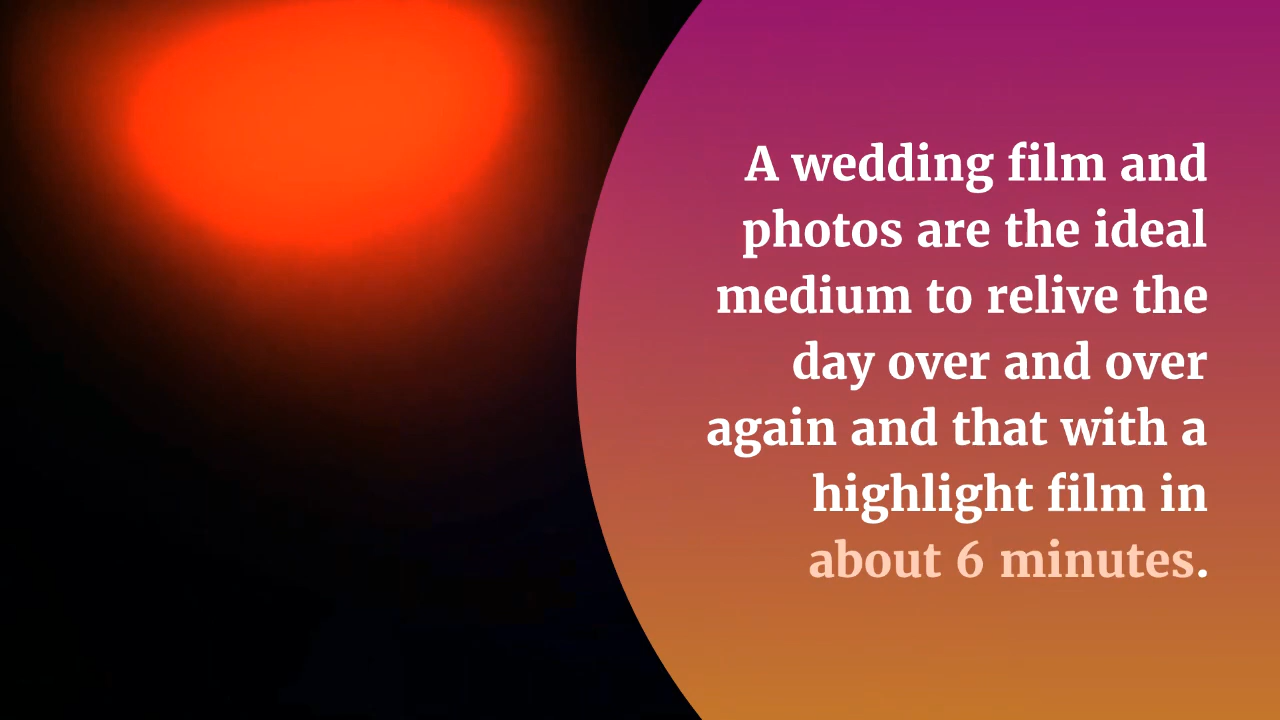 A wedding film and
photos are the ideal
medium to relive the
day over and over
again and that with a
highlight film in
about 6 minutes.